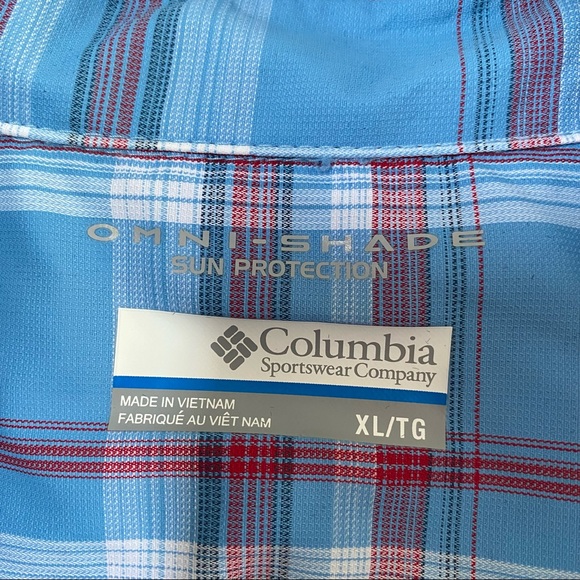 OMNI-SHADE
SUN PROTECTION
Columbia
Sportswear Company
MADE IN VIETNAM
FABRIQUÉ AU VIÊT NAM
XL/TG